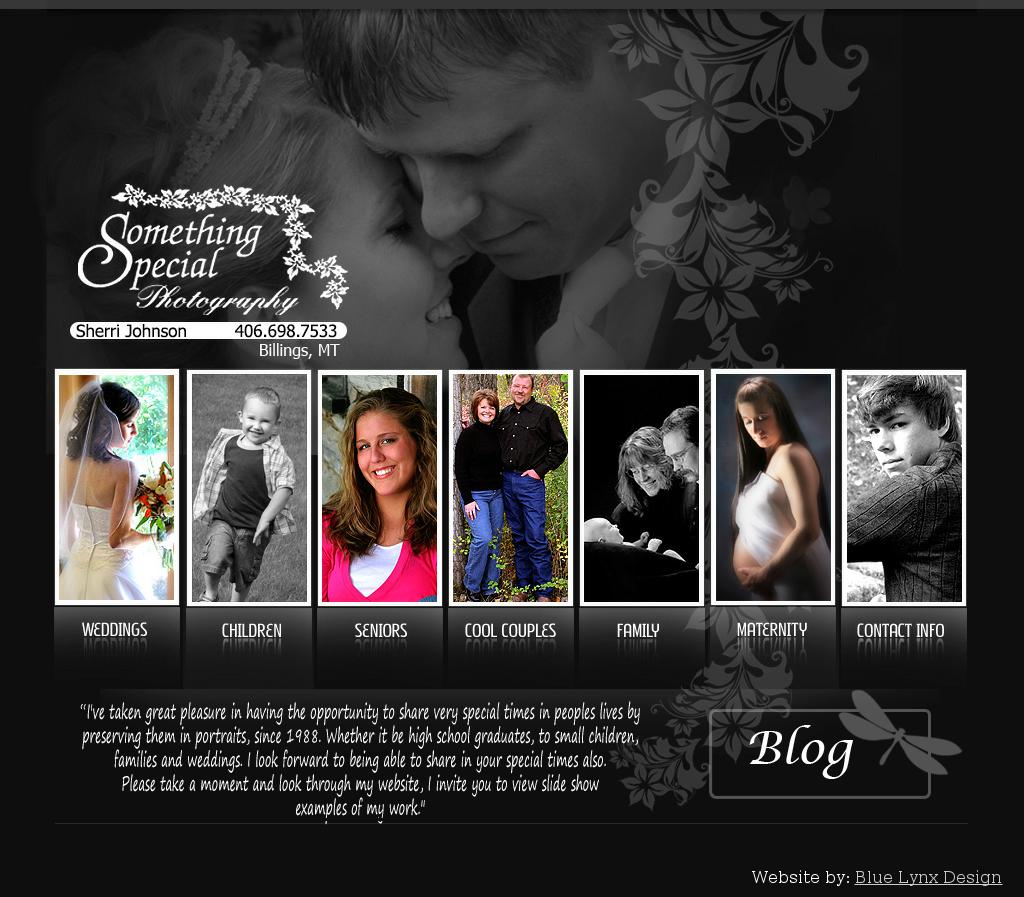 Something
Special
Photography
Sherri Johnson 406.698.7533
Billings, MT
WEDDINGS CHILDREN SENIORS COOL COUPLES FAMILY MATERNITY CONTACT INFO
"I've taken great pleasure in having the opportunity to share very special times in peoples lives by
preserving them in portraits, since 1988. Whether it be high school graduates, to small children,
families and weddings. I look forward to being able to share in your special times also.
Please take a moment and look through my website, I invite you to view slide show
examples of my work."
Blog
Website by: Blue Lynx Design